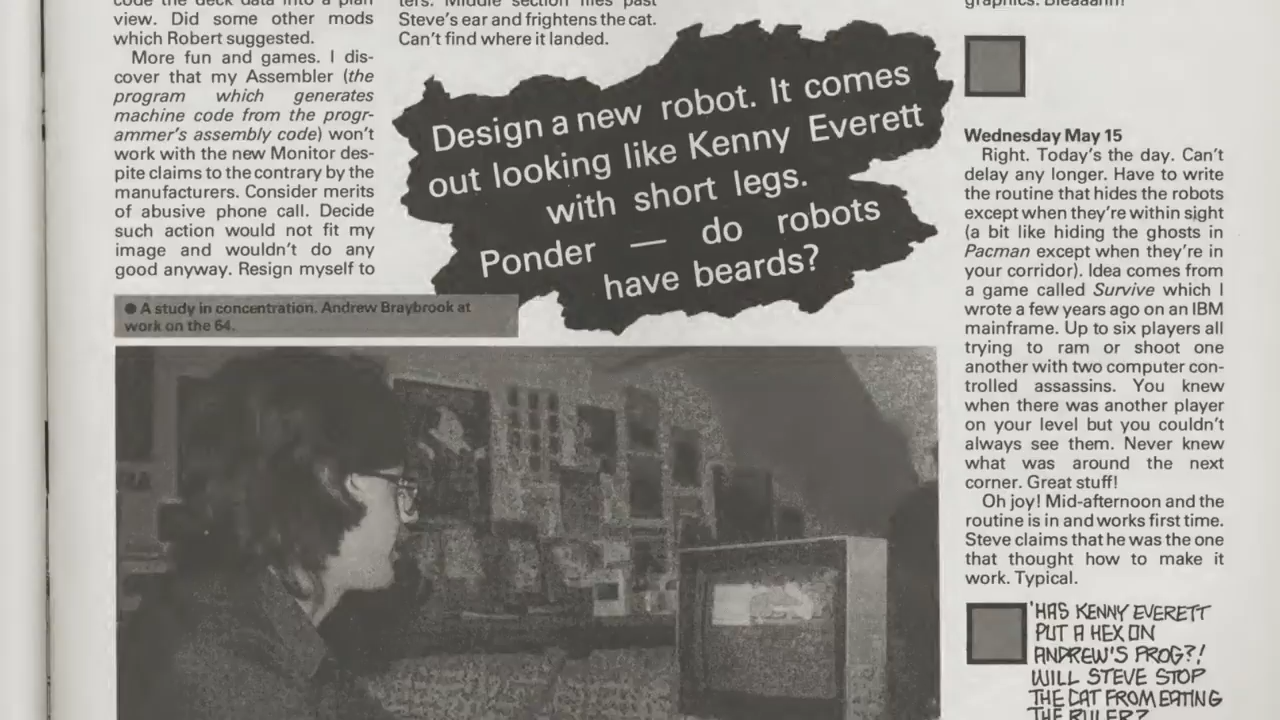 code the deck data into a plan
view. Did some other mods
which Robert suggested.
More fun and games. I dis-
cover that my Assembler (the
program which generates
machine code from the progr-
ammer's assembly code) won't
work with the new Monitor des-
pite claims to the contrary by the
manufacturers. Consider merits
of abusive phone call. Decide
such action would not fit my
image and wouldn't do any
good anyway. Resign myself to
ters. Middle section flies past
Steve's ear and frightens the cat.
Can't find where it landed.
Design a new robot. It comes
out looking like Kenny Everett
with short legs.
Ponder — do robots
have beards?
● A study in concentration. Andrew Braybrook at
work on the 64.
graphics. Bleaaahh!
Wednesday May 15
Right. Today's the day. Can't
delay any longer. Have to write
the routine that hides the robots
except when they're within sight
(a bit like hiding the ghosts in
Pacman except when they're in
your corridor). Idea comes from
a game called Survive which I
wrote a few years ago on an IBM
mainframe. Up to six players all
trying to ram or shoot one
another with two computer con-
trolled assassins. You knew
when there was another player
on your level but you couldn't
always see them. Never knew
what was around the next
corner. Great stuff!
Oh joy! Mid-afternoon and the
routine is in and works first time.
Steve claims that he was the one
that thought how to make it
work. Typical.
'HAS KENNY EVERETT
PUT A HEX ON
ANDREW'S PROG?!
WILL STEVE STOP
THE CAT FROM EATING
THE RULER?